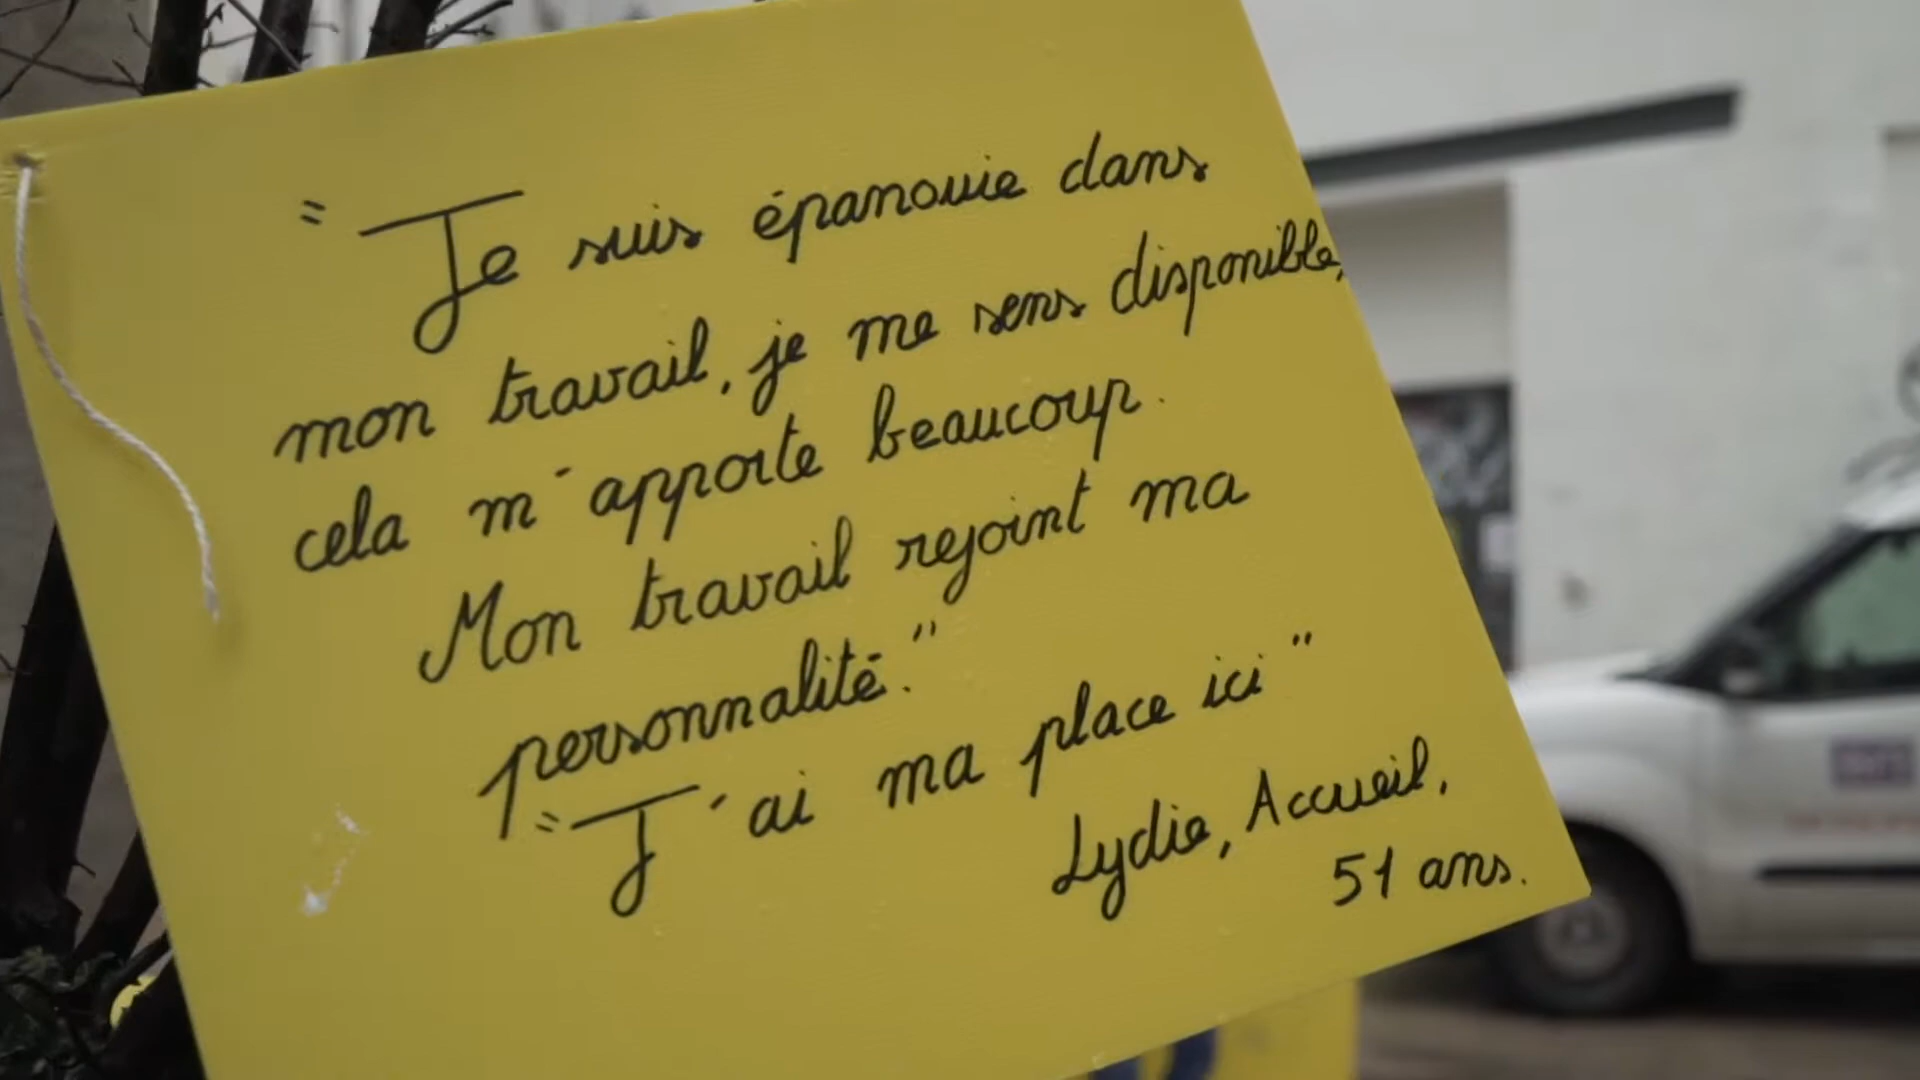 "Je suis épanouie dans
mon travail, je me sens disponible,
cela m'apporte beaucoup.
Mon travail rejoint ma
personnalité."
"J'ai ma place ici"
Lydie, Accueil,
51 ans.